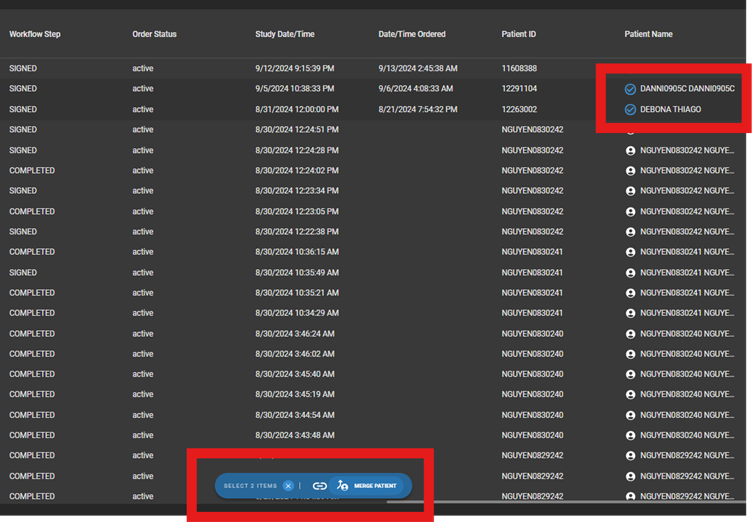 Workflow Step Order Status Study Date/Time Date/Time Ordered Patient ID Patient Name
SIGNED active 9/12/2024 9:15:39 PM 9/13/2024 2:45:38 AM 11608388
SIGNED active 9/5/2024 10:38:33 PM 9/6/2024 4:08:33 AM 12291104 DANNI0905C DANNI0905C
SIGNED active 8/31/2024 12:00:00 PM 8/21/2024 7:54:32 PM 12263002 DEBONA THIAGO
SIGNED active 8/30/2024 12:24:51 PM NGUYEN0830242
SIGNED active 8/30/2024 12:24:28 PM NGUYEN0830242 NGUYEN0830242 NGUYE...
COMPLETED active 8/30/2024 12:24:02 PM NGUYEN0830242 NGUYEN0830242 NGUYE...
SIGNED active 8/30/2024 12:23:34 PM NGUYEN0830242 NGUYEN0830242 NGUYE...
COMPLETED active 8/30/2024 12:23:05 PM NGUYEN0830242 NGUYEN0830242 NGUYE...
SIGNED active 8/30/2024 12:22:38 PM NGUYEN0830242 NGUYEN0830242 NGUYE...
COMPLETED active 8/30/2024 10:36:15 AM NGUYEN0830241 NGUYEN0830241 NGUYE...
SIGNED active 8/30/2024 10:35:49 AM NGUYEN0830241 NGUYEN0830241 NGUYE...
COMPLETED active 8/30/2024 10:35:21 AM NGUYEN0830241 NGUYEN0830241 NGUYE...
COMPLETED active 8/30/2024 10:34:29 AM NGUYEN0830241 NGUYEN0830241 NGUYE...
COMPLETED active 8/30/2024 3:46:24 AM NGUYEN0830240 NGUYEN0830240 NGUYE...
COMPLETED active 8/30/2024 3:46:02 AM NGUYEN0830240 NGUYEN0830240 NGUYE...
COMPLETED active 8/30/2024 3:45:40 AM NGUYEN0830240 NGUYEN0830240 NGUYE...
COMPLETED active 8/30/2024 3:45:19 AM NGUYEN0830240 NGUYEN0830240 NGUYE...
COMPLETED active 8/30/2024 3:44:54 AM NGUYEN0830240 NGUYEN0830240 NGUYE...
COMPLETED active 8/30/2024 3:43:48 AM NGUYEN0830240 NGUYEN0830240 NGUYE...
COMPLETED active NGUYEN0829242 NGUYEN0829242 NGUYE...
COMPLETED active NGUYEN0829242 NGUYEN0829242 NGUYE...
SELECT 2 ITEMS MERGE PATIENT
COMPLETED active NGUYEN0829242 NGUYEN0829242 NGUYE...